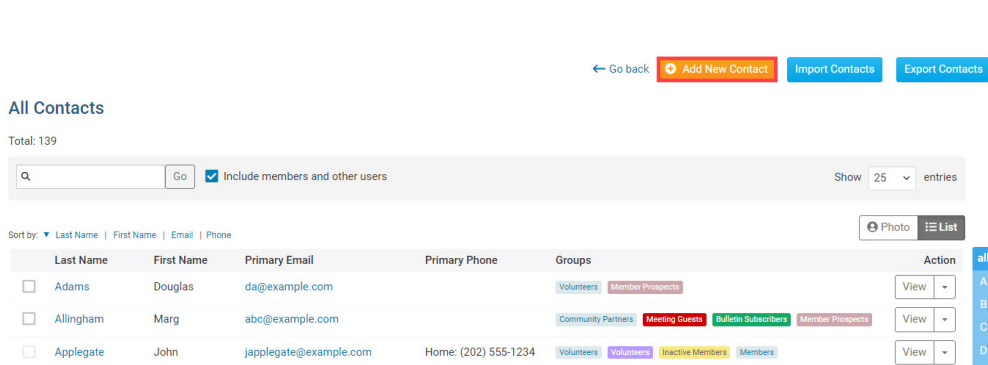 Go back Add New Contact Import Contacts Export Contacts
All Contacts
Total: 139
Go Include members and other users Show 25 entries
Sort by: ▼ Last Name | First Name | Email | Phone Photo List
Last Name First Name Primary Email Primary Phone Groups Action all
A
Adams Douglas da@example.com Volunteers Member Prospects View
B
Allingham Marg abc@example.com Community Partners Meeting Guests Bulletin Subscribers Member Prospects View
C
Applegate John japplegate@example.com Home: (202) 555-1234 Volunteers Volunteers Inactive Members Members View
D